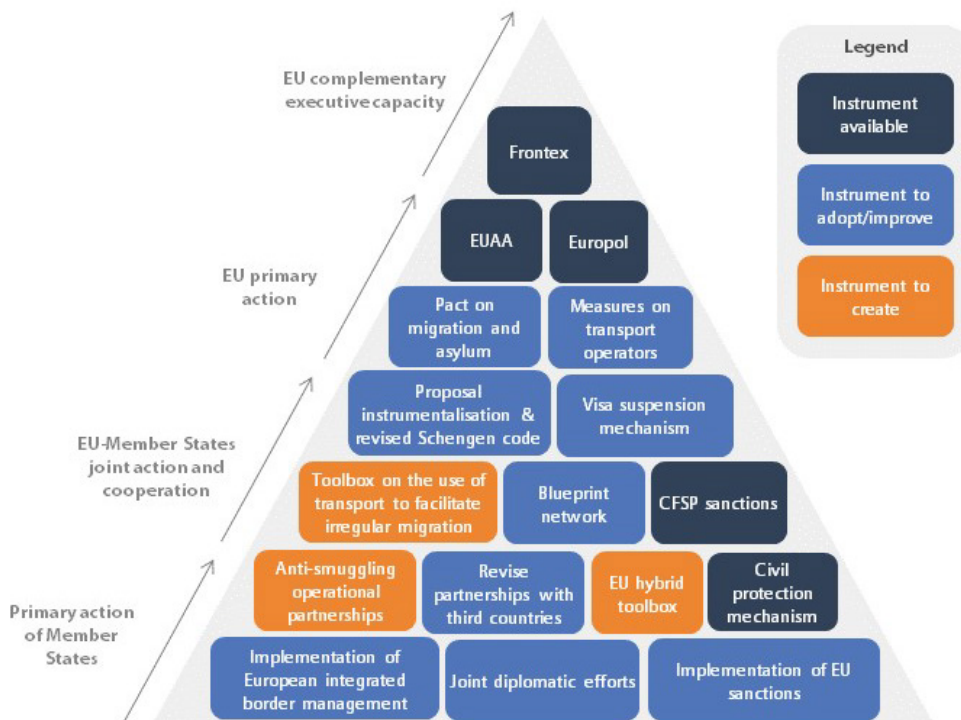 EU complementary
executive capacity
EU primary
action
EU-Member States
joint action and
cooperation
Primary action
of Member
States
Frontex
EUAA
Europol
Pact on
migration and
asylum
Measures on
transport
operators
Proposal
instrumentalisation &
revised Schengen code
Visa suspension
mechanism
Toolbox on the use of
transport to facilitate
irregular migration
Blueprint
network
CFSP sanctions
Anti-smuggling
operational
partnerships
Revise
partnerships with
third countries
EU hybrid
toolbox
Civil
protection
mechanism
Implementation of
European integrated
border management
Joint diplomatic efforts
Implementation of EU
sanctions
Legend
Instrument
available
Instrument to
adopt/improve
Instrument to
create